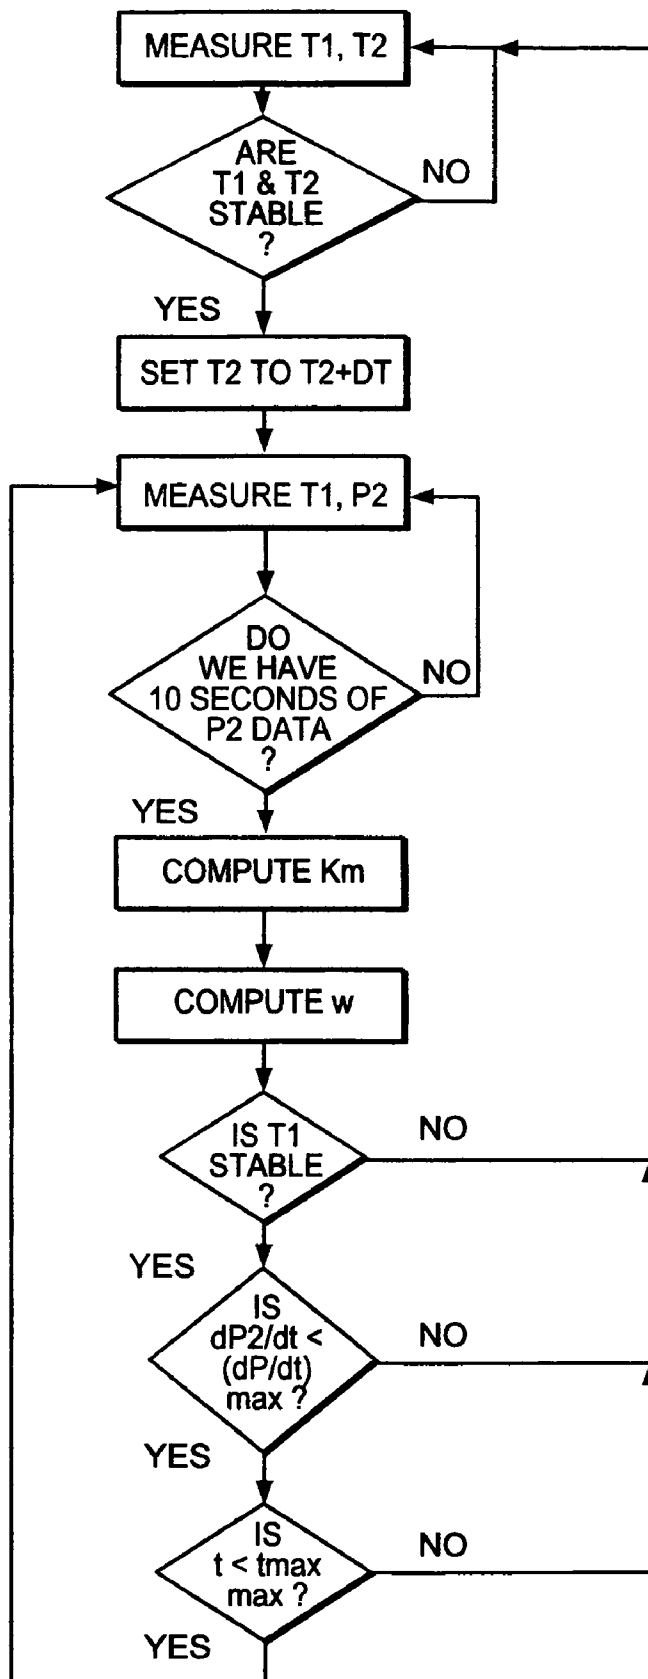 MEASURE T1, T2
ARE
T1 & T2
STABLE
?
NO
YES
SET T2 TO T2+DT
MEASURE T1, P2
DO
WE HAVE
10 SECONDS OF
P2 DATA
?
NO
YES
COMPUTE Km
COMPUTE w
IS T1
STABLE
?
NO
YES
IS
dP2/dt <
(dP/dt)
max ?
NO
YES
IS
t < tmax
max ?
NO
YES